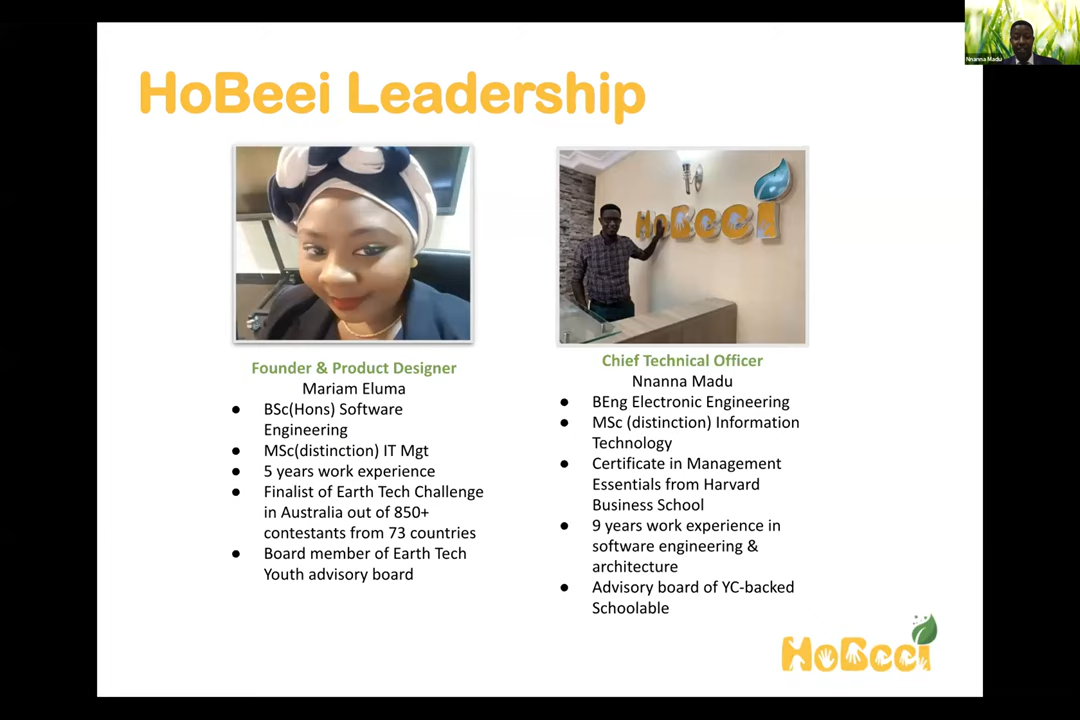 HoBeei Leadership
Nnanna Madu
HoBeei
Founder & Product Designer
Mariam Eluma
● BSc(Hons) Software
Engineering
● MSc(distinction) IT Mgt
● 5 years work experience
● Finalist of Earth Tech Challenge
in Australia out of 850+
contestants from 73 countries
● Board member of Earth Tech
Youth advisory board
Chief Technical Officer
Nnanna Madu
● BEng Electronic Engineering
● MSc (distinction) Information
Technology
● Certificate in Management
Essentials from Harvard
Business School
● 9 years work experience in
software engineering &
architecture
● Advisory board of YC-backed
Schoolable
HoBeei